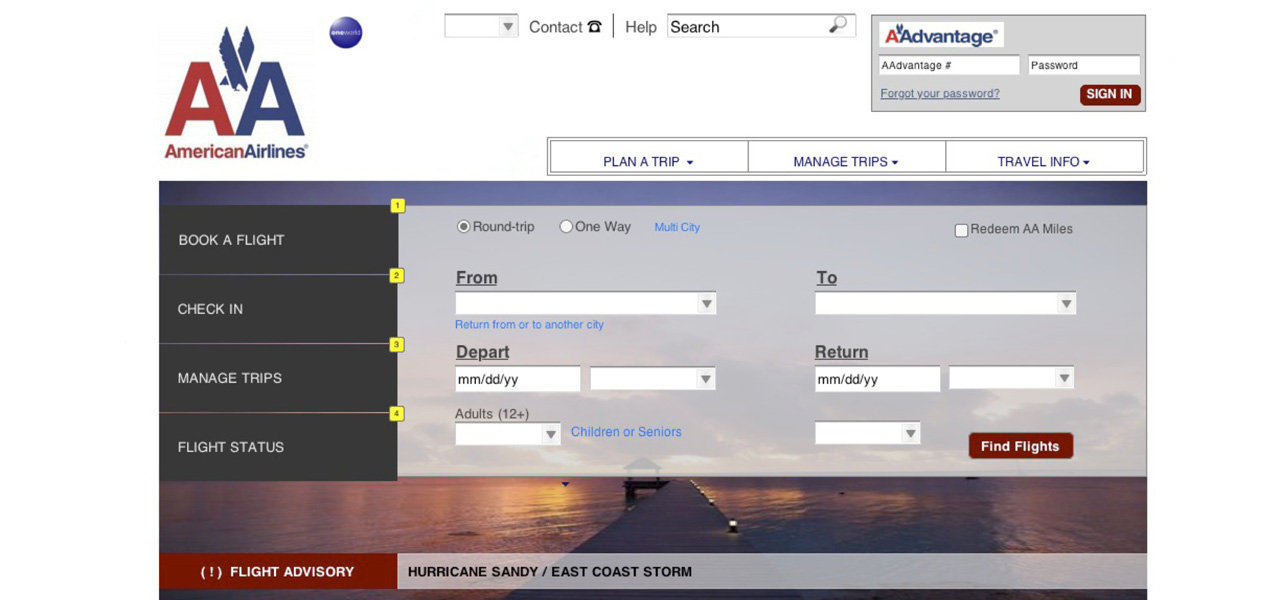 oneworld
Contact ☎
Help
Search
AAdvantage®
AAdvantage #
Password
Forgot your password?
SIGN IN
AA
AmericanAirlines®
PLAN A TRIP
MANAGE TRIPS
TRAVEL INFO
1
BOOK A FLIGHT
2
CHECK IN
3
MANAGE TRIPS
4
FLIGHT STATUS
Round-trip
One Way
Multi City
Redeem AA Miles
From
To
Return from or to another city
Depart
Return
mm/dd/yy
mm/dd/yy
Adults (12+)
Children or Seniors
Find Flights
( ! ) FLIGHT ADVISORY
HURRICANE SANDY / EAST COAST STORM